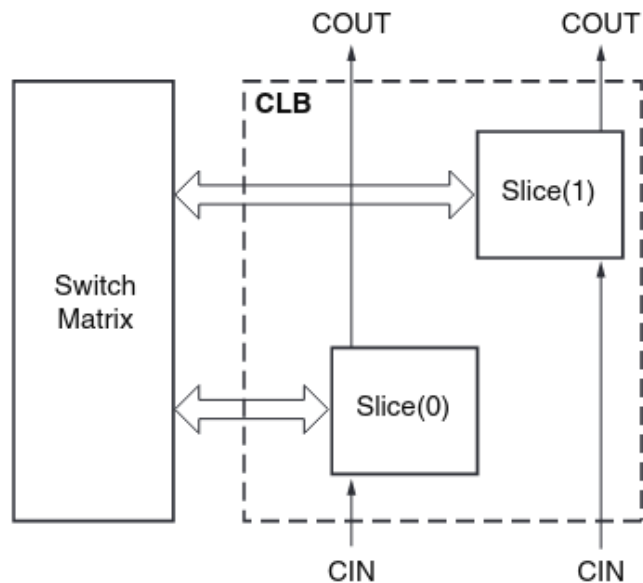 COUT
COUT
CLB
Slice(1)
Switch
Matrix
Slice(0)
CIN
CIN